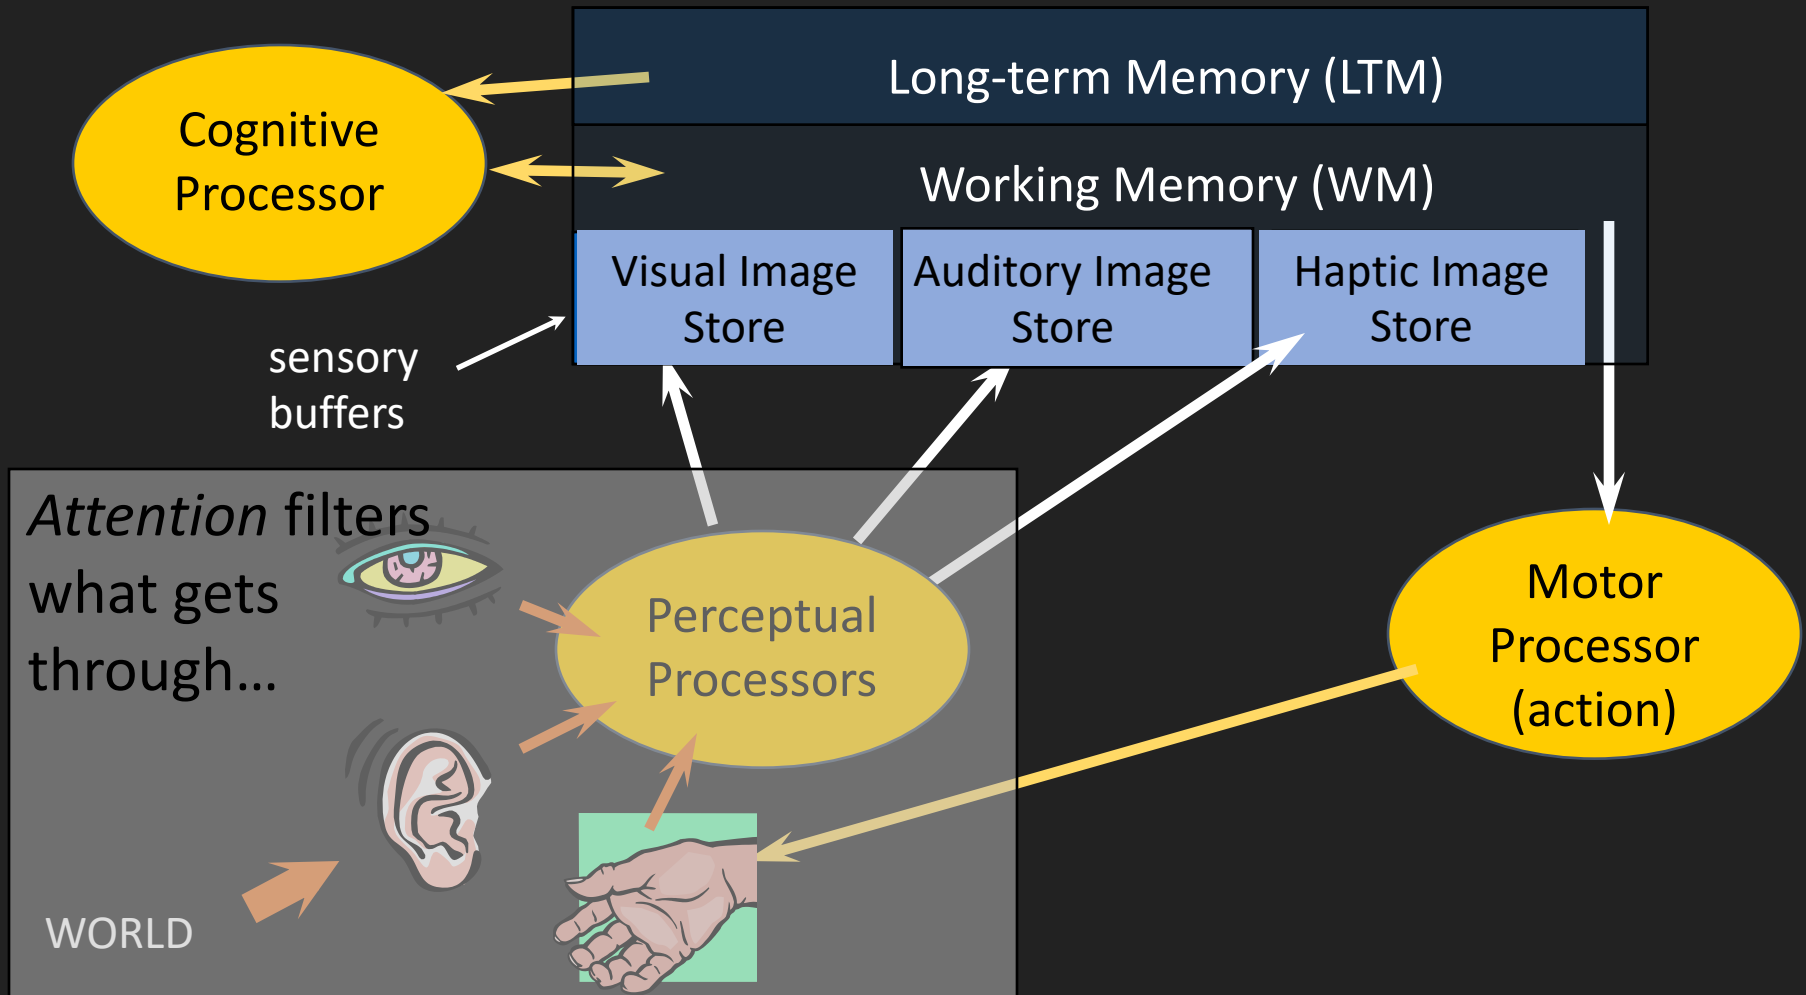 Long-term Memory (LTM)
Cognitive
Processor
Working Memory (WM)
Visual Image
Store
Auditory Image
Store
Haptic Image
Store
sensory
buffers
Attention filters
what gets
through…
Perceptual
Processors
Motor
Processor
(action)
WORLD